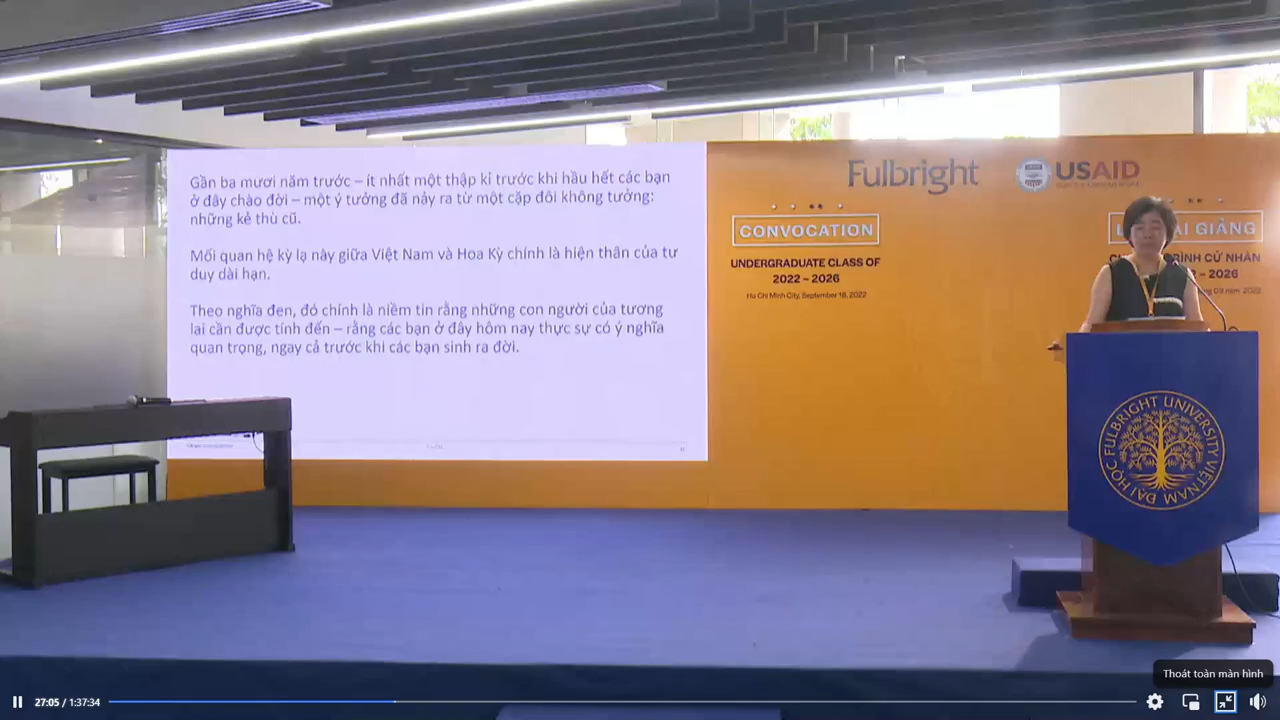 Gần ba mươi năm trước – ít nhất một thập kỉ trước khi hầu hết các bạn
ở đây chào đời – một ý tưởng đã nảy ra từ một cặp đôi không tưởng:
những kẻ thù cũ.
Mối quan hệ kỳ lạ này giữa Việt Nam và Hoa Kỳ chính là hiện thân của tư
duy dài hạn.
Theo nghĩa đen, đó chính là niềm tin rằng những con người của tương
lai cần được tính đến – rằng các bạn ở đây hôm nay thực sự có ý nghĩa
quan trọng, ngay cả trước khi các bạn sinh ra đời.
Fulbright
USAID
CONVOCATION
UNDERGRADUATE CLASS OF
2022 – 2026
Ho Chi Minh City, September 18, 2022
AI GIẢNG
RÌNH CỬ NHÂN
– 2026
03 năm 2022
FULBRIGHT UNIVERSITY
ĐẠI HỌC FULBRIGHT VIỆT NAM
Thoát toàn màn hình
27:05 / 1:37:34